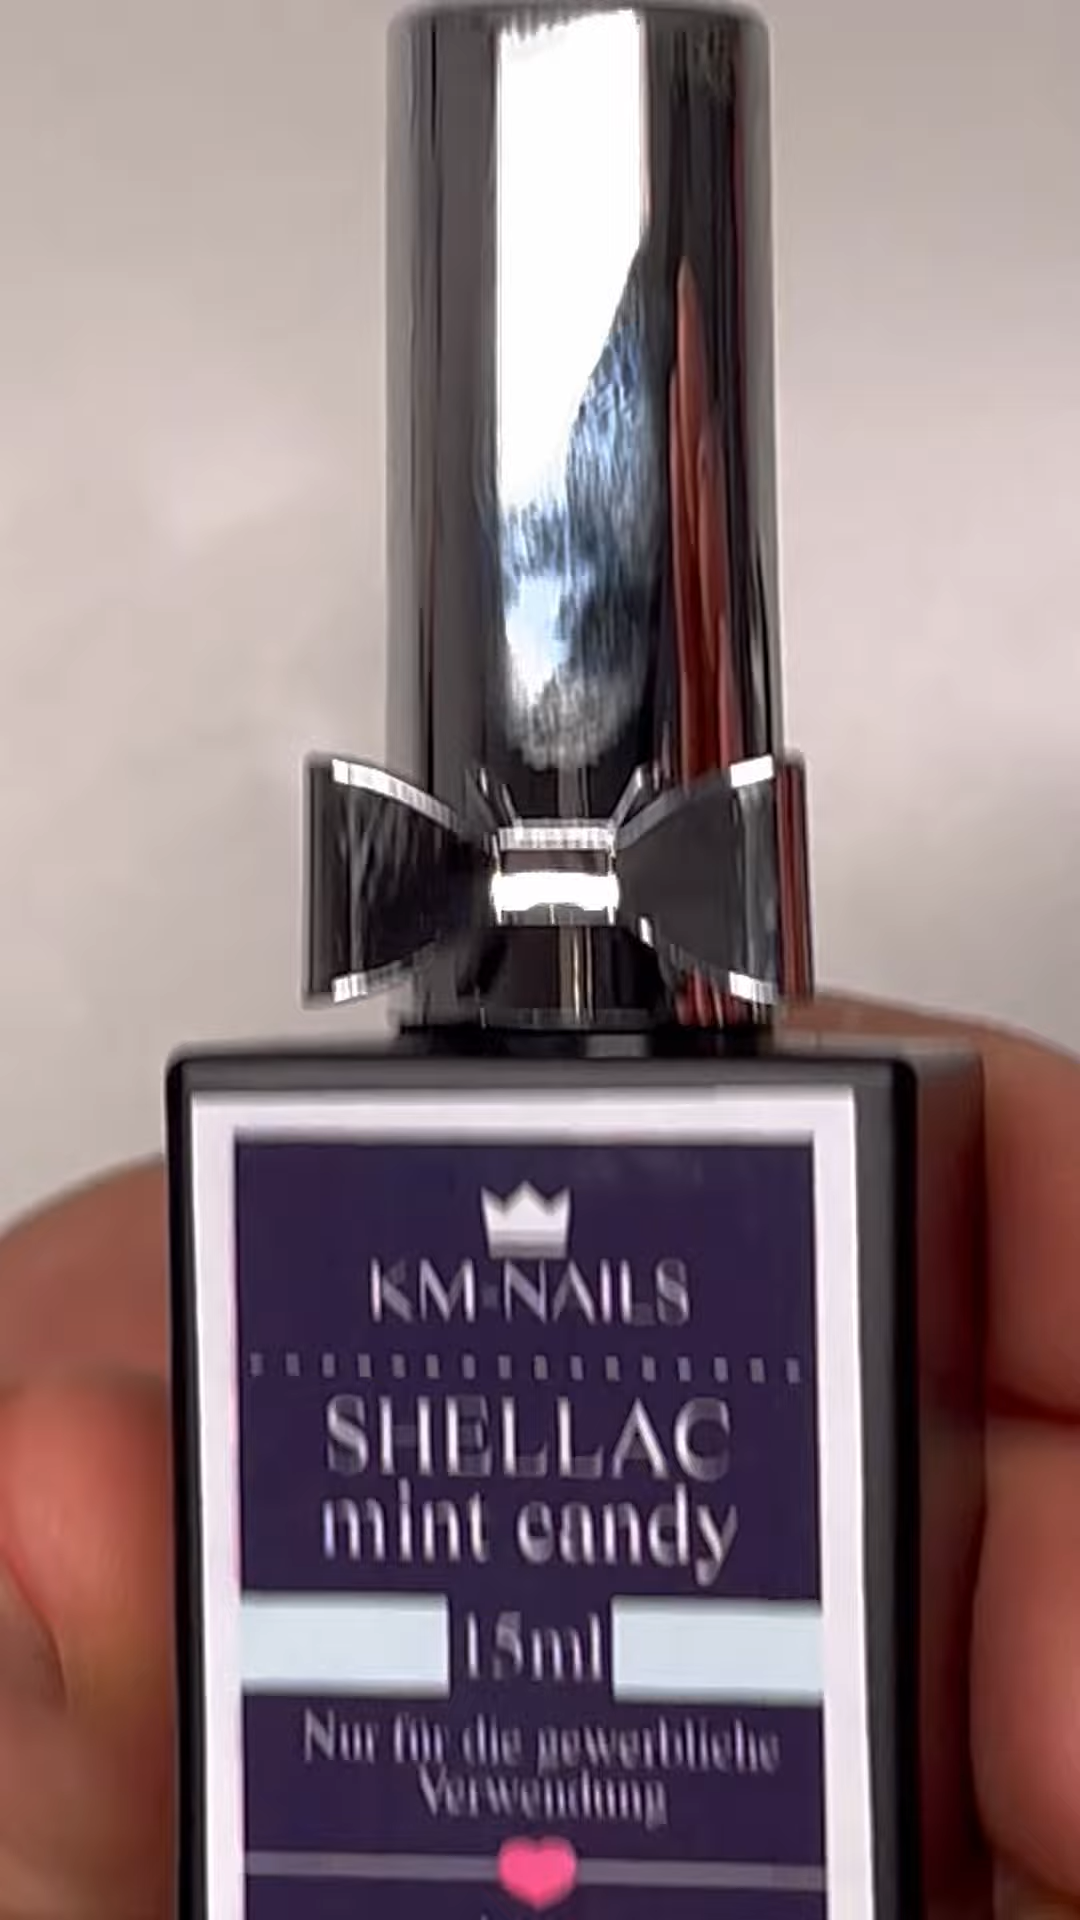 KM-NAILS
SHELLAC
mint candy
15ml
Nur für die gewerbliche
Verwendung